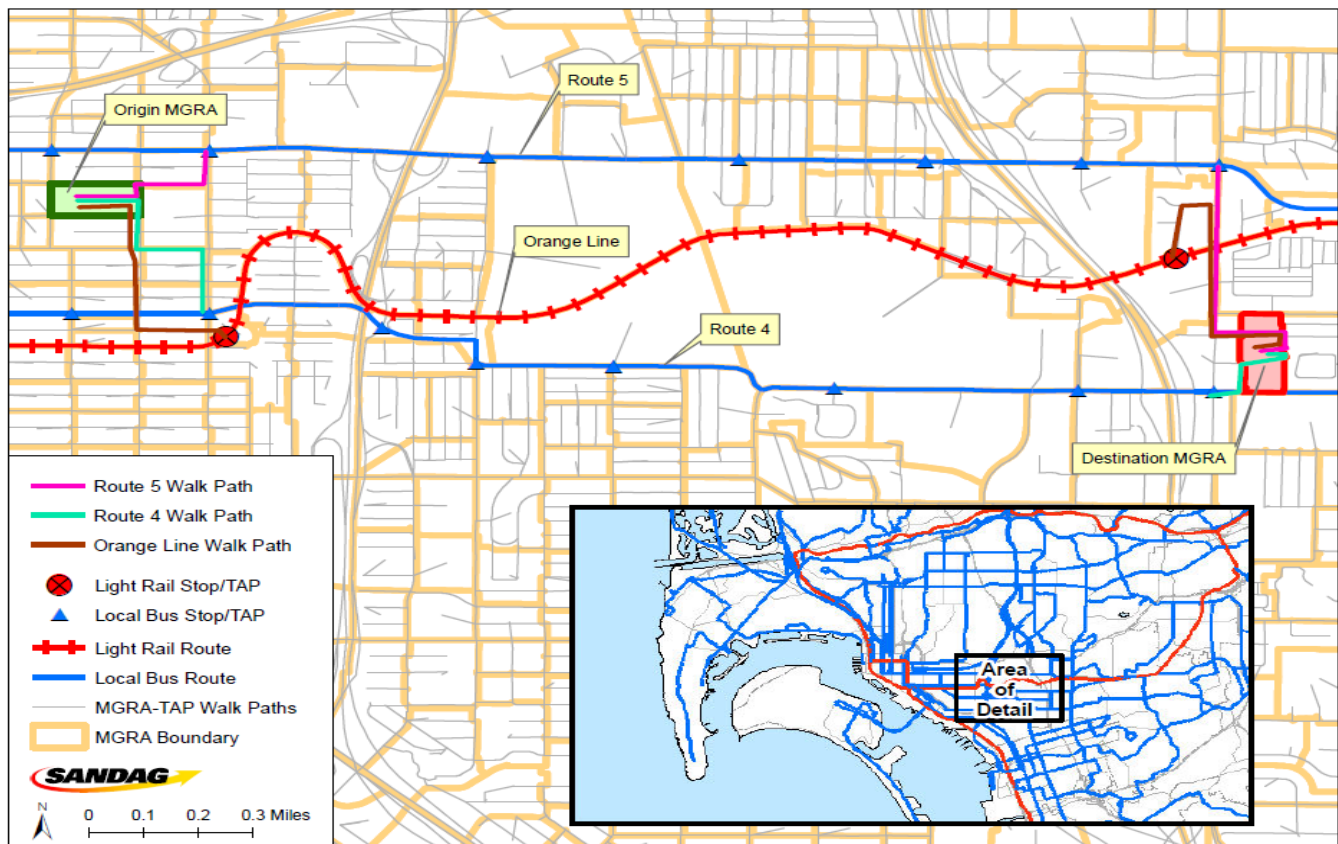 Route 5
Origin MGRA
Orange Line
Route 4
Destination MGRA
Route 5 Walk Path
Route 4 Walk Path
Orange Line Walk Path
Light Rail Stop/TAP
Local Bus Stop/TAP
Light Rail Route
Local Bus Route
MGRA-TAP Walk Paths
MGRA Boundary
SANDAG
N
0 0.1 0.2 0.3 Miles
Area
of
Detail